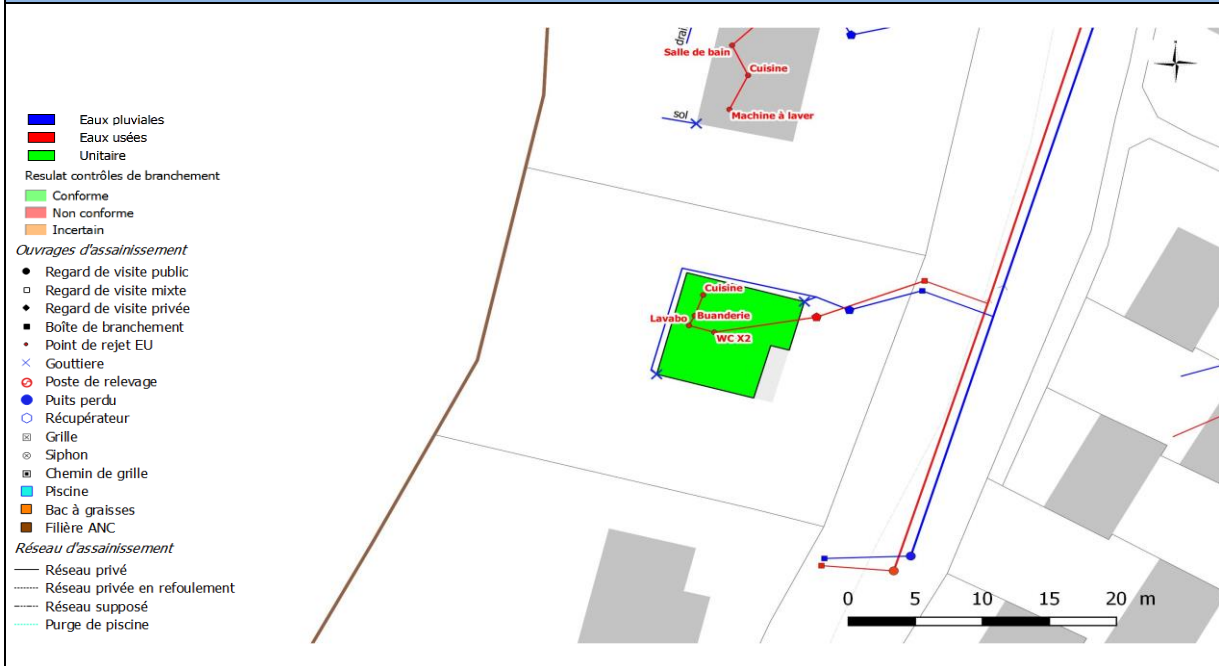 Eaux pluviales
Eaux usées
Unitaire
Resulat contrôles de branchement
Conforme
Non conforme
Incertain
Ouvrages d'assainissement
Regard de visite public
Regard de visite mixte
Regard de visite privée
Boîte de branchement
Point de rejet EU
Gouttiere
Poste de relevage
Puits perdu
Récupérateur
Grille
Siphon
Chemin de grille
Piscine
Bac à graisses
Filière ANC
Réseau d'assainissement
Réseau privé
Réseau privée en refoulement
Réseau supposé
Purge de piscine
drai
Salle de bain
Cuisine
Machine à laver
sol
Cuisine
Buanderie
Lavabo
WC X2
0 5 10 15 20 m